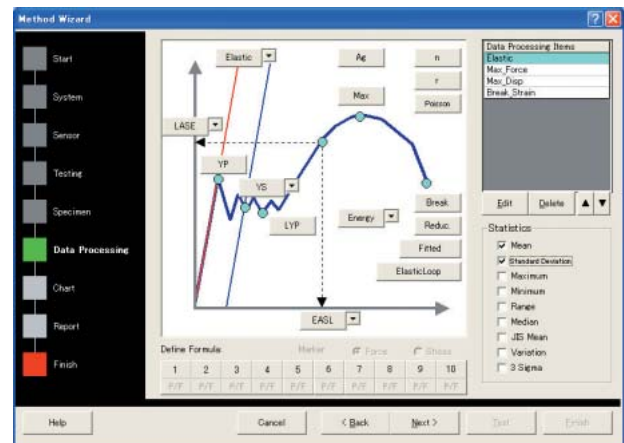 Method Wizard
Start
System
Sensor
Testing
Specimen
Data Processing
Chart
Report
Finish
Elastic
Ag
n
r
Max
Poisson
LASE
YP
YS
LYP
Energy
Break
Reduc.
Fitted
ElasticLoop
EASL
Define Formula
Marker
Force
Stress
1 2 3 4 5 6 7 8 9 10
P/F P/F P/F P/F P/F P/F P/F P/F P/F P/F
Data Processing Items
Elastic
Max_Force
Max_Disp
Break_Strain
Edit
Delete
Statistics
Mean
Standard Deviation
Maximum
Minimum
Range
Median
JIS Mean
Variation
3 Sigma
Help
Cancel
< Back
Next >
Test
Finish